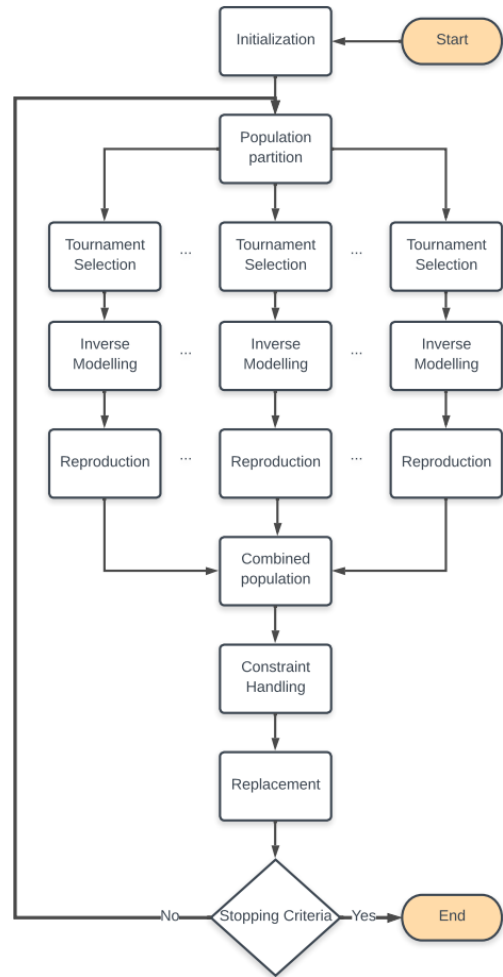 Initialization
Start
Population
partition
Tournament
Selection
...
Tournament
Selection
...
Tournament
Selection
Inverse
Modelling
...
Inverse
Modelling
...
Inverse
Modelling
Reproduction
...
Reproduction
...
Reproduction
Combined
population
Constraint
Handling
Replacement
No
Stopping Criteria
Yes
End